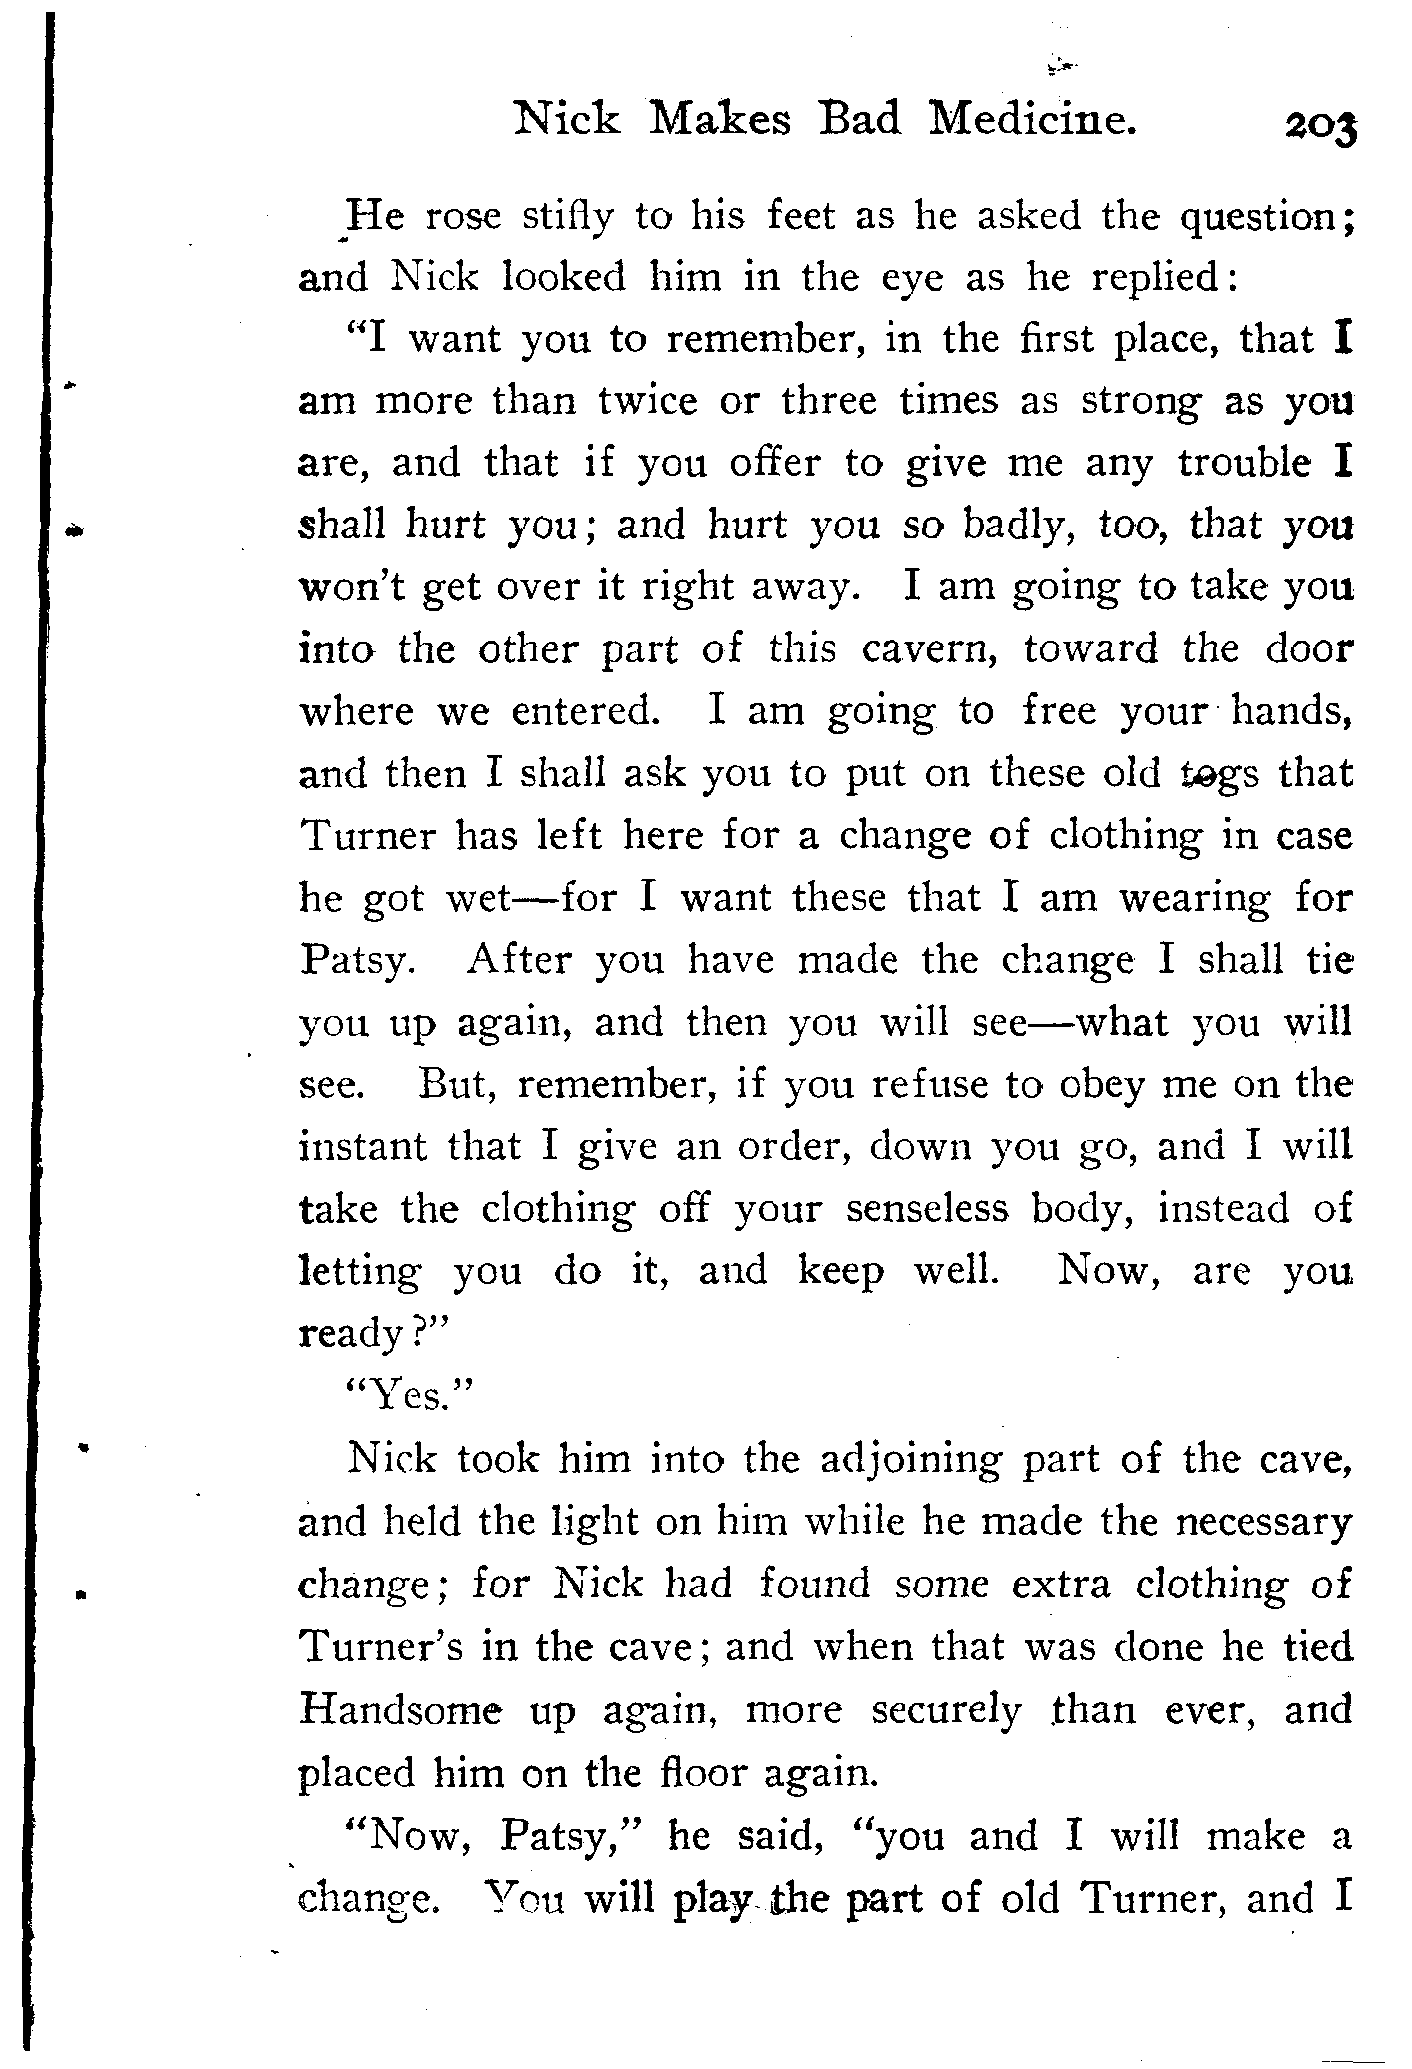 Nick Makes Bad Medicine. 203
He rose stifly to his feet as he asked the question;
and Nick looked him in the eye as he replied:
"I want you to remember, in the first place, that I
am more than twice or three times as strong as you
are, and that if you offer to give me any trouble I
shall hurt you; and hurt you so badly, too, that you
won't get over it right away. I am going to take you
into the other part of this cavern, toward the door
where we entered. I am going to free your hands,
and then I shall ask you to put on these old togs that
Turner has left here for a change of clothing in case
he got wet—for I want these that I am wearing for
Patsy. After you have made the change I shall tie
you up again, and then you will see—what you will
see. But, remember, if you refuse to obey me on the
instant that I give an order, down you go, and I will
take the clothing off your senseless body, instead of
letting you do it, and keep well. Now, are you
ready?"
"Yes."
Nick took him into the adjoining part of the cave,
and held the light on him while he made the necessary
change; for Nick had found some extra clothing of
Turner's in the cave; and when that was done he tied
Handsome up again, more securely than ever, and
placed him on the floor again.
"Now, Patsy," he said, "you and I will make a
change. You will play the part of old Turner, and I